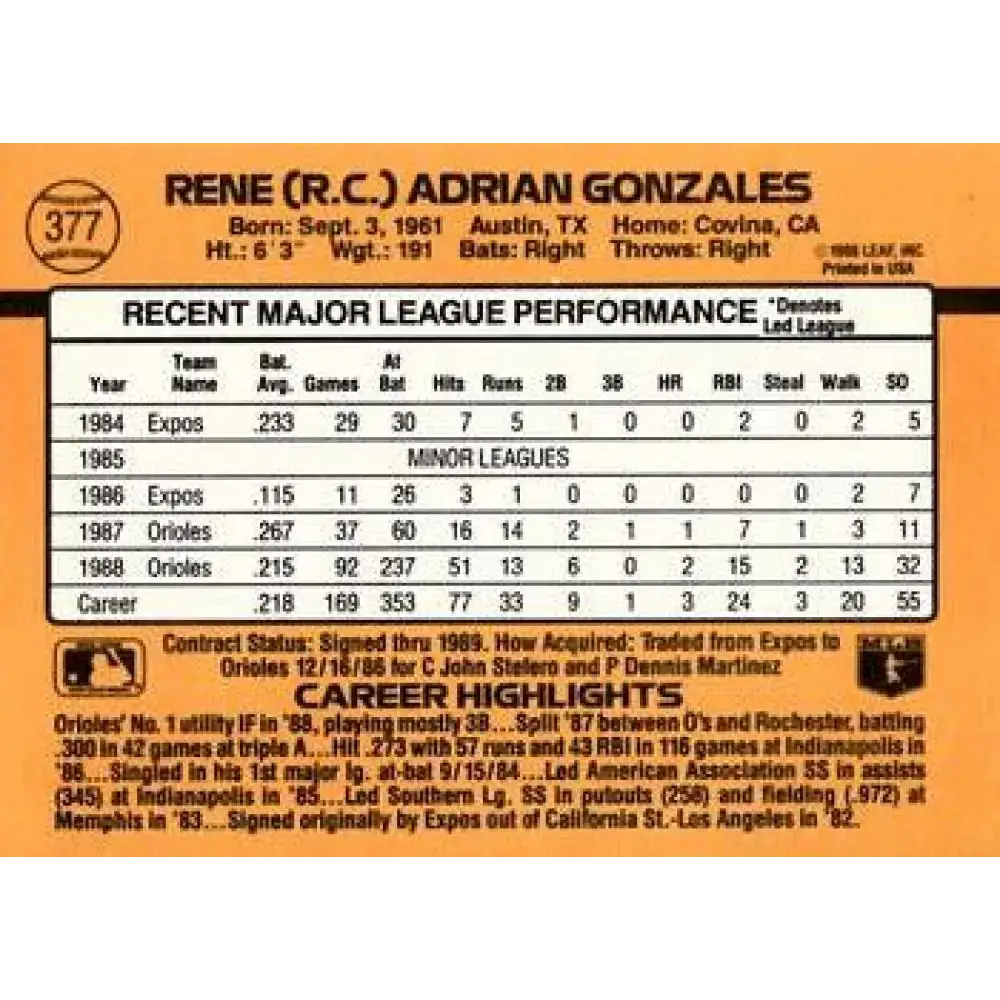 377
RENE (R.C.) ADRIAN GONZALES
Born: Sept. 3, 1961 Austin, TX Home: Covina, CA
Ht.: 6'3" Wgt.: 191 Bats: Right Throws: Right
LEAF, INC.
Printed in USA
RECENT MAJOR LEAGUE PERFORMANCE *Denotes Led League
Year Team Name Bat. Avg. Games At Bat Hits Runs 2B 3B HR RBI Steal Walk SO
1984 Expos .233 29 30 7 5 1 0 0 2 0 2 5
1985 MINOR LEAGUES
1986 Expos .115 11 26 3 1 0 0 0 0 0 2 7
1987 Orioles .267 37 60 16 14 2 1 1 7 1 3 11
1988 Orioles .215 92 237 51 13 6 0 2 15 2 13 32
Career .218 169 353 77 33 9 1 3 24 3 20 55
Contract Status: Signed thru 1989. How Acquired: Traded from Expos to
Orioles 12/16/86 for C John Stefero and P Dennis Martinez
CAREER HIGHLIGHTS
Orioles' No. 1 utility IF in '88, playing mostly 3B...Split '87 between O's and Rochester, batting
.300 in 42 games at triple A...Hit .273 with 57 runs and 43 RBI in 116 games at Indianapolis in
'86...Singled in his 1st major lg. at-bat 9/15/84...Led American Association SS in assists
(345) at Indianapolis in '85...Led Southern Lg. SS in putouts (258) and fielding (.972) at
Memphis in '83...Signed originally by Expos out of California St.-Los Angeles in '82.